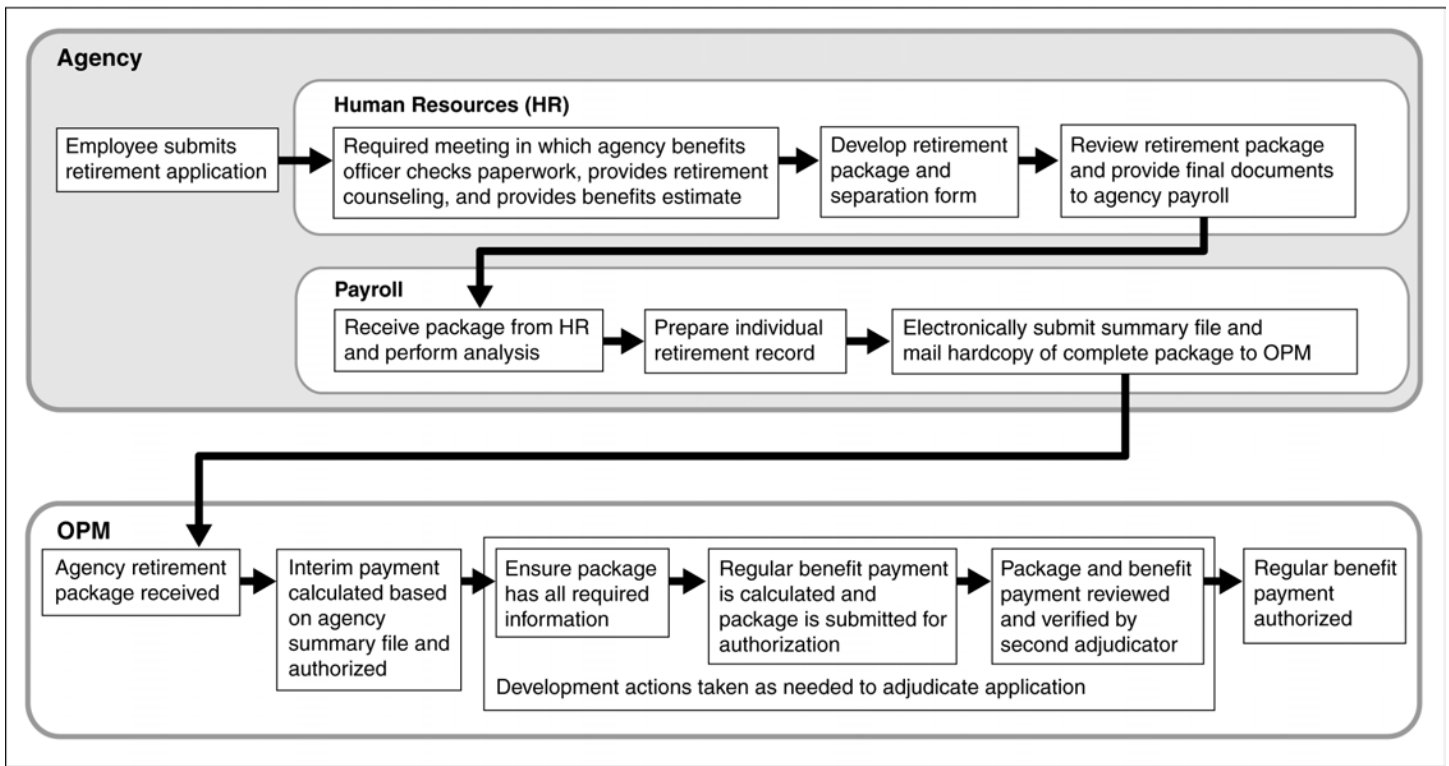 Agency
Human Resources (HR)
Employee submits
retirement application
Required meeting in which agency benefits
officer checks paperwork, provides retirement
counseling, and provides benefits estimate
Develop retirement
package and
separation form
Review retirement package
and provide final documents
to agency payroll
Payroll
Receive package from HR
and perform analysis
Prepare individual
retirement record
Electronically submit summary file and
mail hardcopy of complete package to OPM
OPM
Agency retirement
package received
Interim payment
calculated based
on agency
summary file and
authorized
Ensure package
has all required
information
Regular benefit payment
is calculated and
package is submitted for
authorization
Package and benefit
payment reviewed
and verified by
second adjudicator
Regular benefit
payment
authorized
Development actions taken as needed to adjudicate application